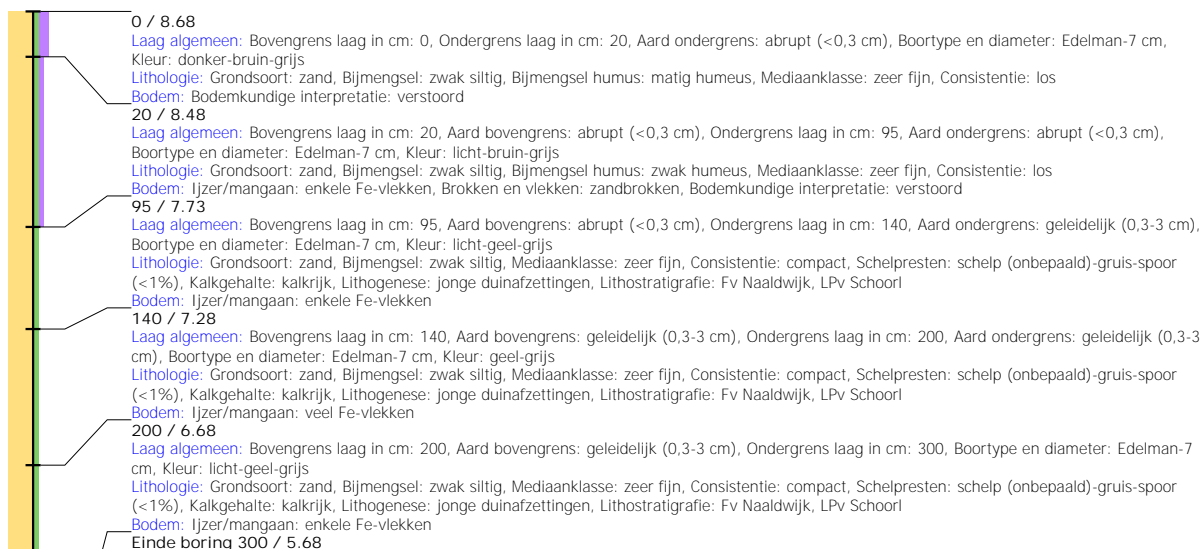 0 / 8.68
Laag algemeen: Bovengrens laag in cm: 0, Ondergrens laag in cm: 20, Aard ondergrens: abrupt (<0,3 cm), Boortype en diameter: Edelman-7 cm,
Kleur: donker-bruin-grijs
Lithologie: Grondsoort: zand, Bijmengsel: zwak siltig, Bijmengsel humus: matig humeus, Mediaanklasse: zeer fijn, Consistentie: los
Bodem: Bodemkundige interpretatie: verstoord
20 / 8.48
Laag algemeen: Bovengrens laag in cm: 20, Aard bovengrens: abrupt (<0,3 cm), Ondergrens laag in cm: 95, Aard ondergrens: abrupt (<0,3 cm),
Boortype en diameter: Edelman-7 cm, Kleur: licht-bruin-grijs
Lithologie: Grondsoort: zand, Bijmengsel: zwak siltig, Bijmengsel humus: zwak humeus, Mediaanklasse: zeer fijn, Consistentie: los
Bodem: Ijzer/mangaan: enkele Fe-vlekken, Brokken en vlekken: zandbrokken, Bodemkundige interpretatie: verstoord
95 / 7.73
Laag algemeen: Bovengrens laag in cm: 95, Aard bovengrens: abrupt (<0,3 cm), Ondergrens laag in cm: 140, Aard ondergrens: geleidelijk (0,3-3 cm),
Boortype en diameter: Edelman-7 cm, Kleur: licht-geel-grijs
Lithologie: Grondsoort: zand, Bijmengsel: zwak siltig, Mediaanklasse: zeer fijn, Consistentie: compact, Schelpresten: schelp (onbepaald)-gruis-spoor
(<1%), Kalkgehalte: kalkrijk, Lithogenese: jonge duinafzettingen, Lithostratigrafie: Fv Naaldwijk, LPv Schoorl
Bodem: Ijzer/mangaan: enkele Fe-vlekken
140 / 7.28
Laag algemeen: Bovengrens laag in cm: 140, Aard bovengrens: geleidelijk (0,3-3 cm), Ondergrens laag in cm: 200, Aard ondergrens: geleidelijk (0,3-3
cm), Boortype en diameter: Edelman-7 cm, Kleur: geel-grijs
Lithologie: Grondsoort: zand, Bijmengsel: zwak siltig, Mediaanklasse: zeer fijn, Consistentie: compact, Schelpresten: schelp (onbepaald)-gruis-spoor
(<1%), Kalkgehalte: kalkrijk, Lithogenese: jonge duinafzettingen, Lithostratigrafie: Fv Naaldwijk, LPv Schoorl
Bodem: Ijzer/mangaan: veel Fe-vlekken
200 / 6.68
Laag algemeen: Bovengrens laag in cm: 200, Aard bovengrens: geleidelijk (0,3-3 cm), Ondergrens laag in cm: 300, Boortype en diameter: Edelman-7
cm, Kleur: licht-geel-grijs
Lithologie: Grondsoort: zand, Bijmengsel: zwak siltig, Mediaanklasse: zeer fijn, Consistentie: compact, Schelpresten: schelp (onbepaald)-gruis-spoor
(<1%), Kalkgehalte: kalkrijk, Lithogenese: jonge duinafzettingen, Lithostratigrafie: Fv Naaldwijk, LPv Schoorl
Bodem: Ijzer/mangaan: enkele Fe-vlekken
Einde boring 300 / 5.68